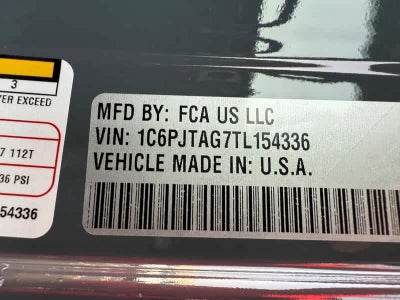 3
ER EXCEED
7 112T
36 PSI
54336
MFD BY: FCA US LLC
VIN: 1C6PJTAG7TL154336
VEHICLE MADE IN: U.S.A.